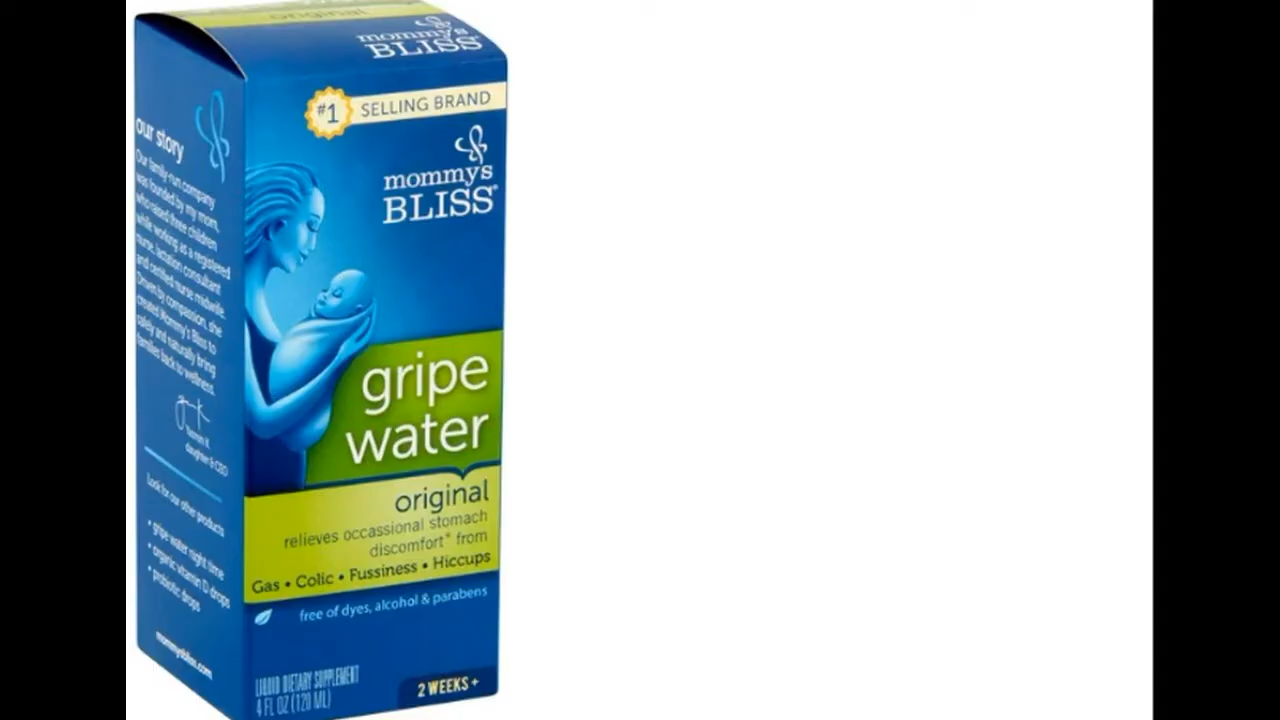 original
mommy's
BLISS
#1 SELLING BRAND
mommy's
BLISS®
gripe
water
original
relieves occassional stomach
discomfort* from
Gas • Colic • Fussiness • Hiccups
free of dyes, alcohol & parabens
LIQUID DIETARY SUPPLEMENT
4 FL OZ (120 ML)
2 WEEKS +
our story
Our family-run company
was founded by my mom,
who raised three children
while working as a registered
nurse, lactation consultant
and certified nurse midwife.
Driven by compassion, she
created Mommy's Bliss to
safely and naturally bring
families back to wellness.
daughter & CEO
Look for our other products
• gripe water night time
• organic vitamin D drops
• probiotic drops
mommysbliss.com